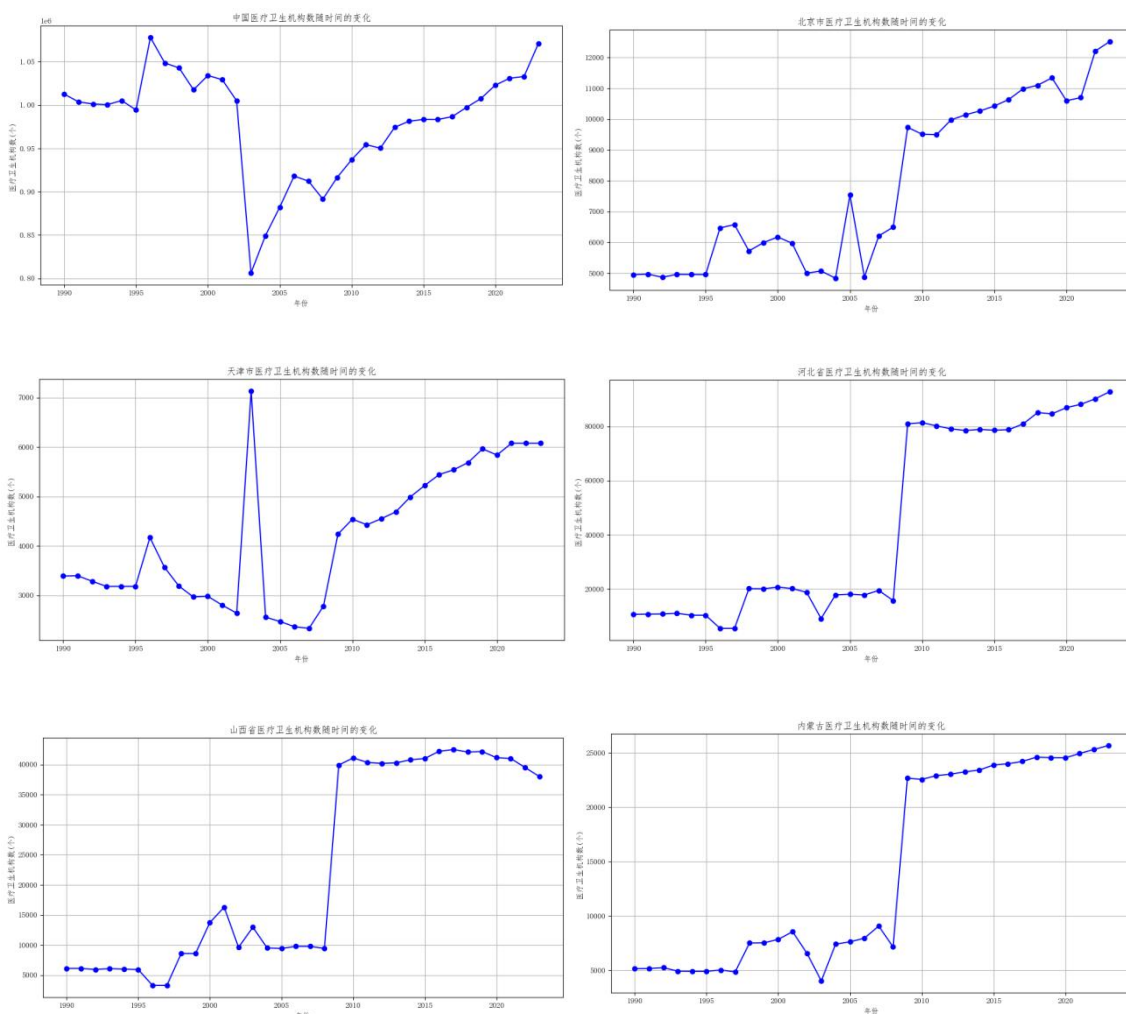 中国医疗卫生机构数随时间的变化
1e6
1.05
1.00
0.95
0.90
0.85
0.80
医疗卫生机构数(个)
1990 1995 2000 2005 2010 2015 2020
年份
北京市医疗卫生机构数随时间的变化
12000
11000
10000
9000
8000
7000
6000
5000
医疗卫生机构数(个)
1990 1995 2000 2005 2010 2015 2020
年份
天津市医疗卫生机构数随时间的变化
7000
6000
5000
4000
3000
医疗卫生机构数(个)
1990 1995 2000 2005 2010 2015 2020
年份
河北省医疗卫生机构数随时间的变化
80000
60000
40000
20000
医疗卫生机构数(个)
1990 1995 2000 2005 2010 2015 2020
年份
山西省医疗卫生机构数随时间的变化
40000
35000
30000
25000
20000
15000
10000
5000
医疗卫生机构数(个)
1990 1995 2000 2005 2010 2015 2020
年份
内蒙古医疗卫生机构数随时间的变化
25000
20000
15000
10000
5000
医疗卫生机构数(个)
1990 1995 2000 2005 2010 2015 2020
年份